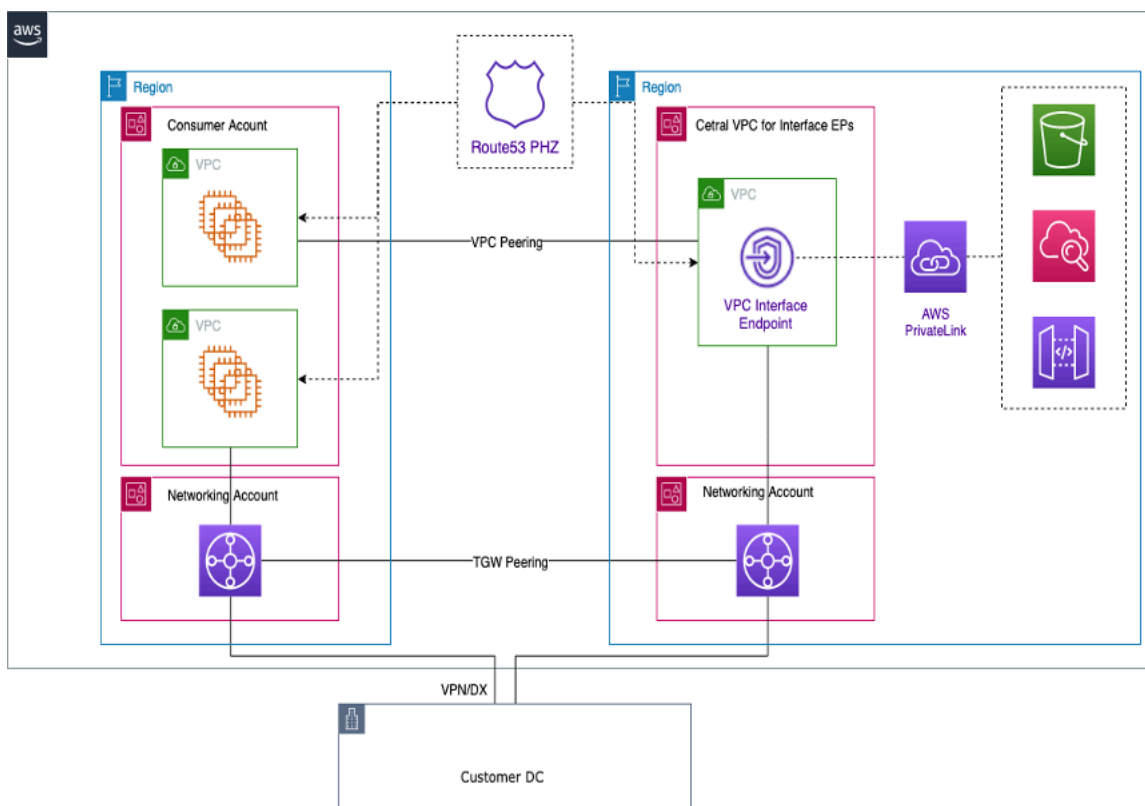 aws
Route53 PHZ
Region
Consumer Acount
VPC
VPC
Networking Account
VPC Peering
TGW Peering
Region
Cetral VPC for Interface EPs
VPC
VPC Interface
Endpoint
AWS
PrivateLink
Networking Account
VPN/DX
Customer DC